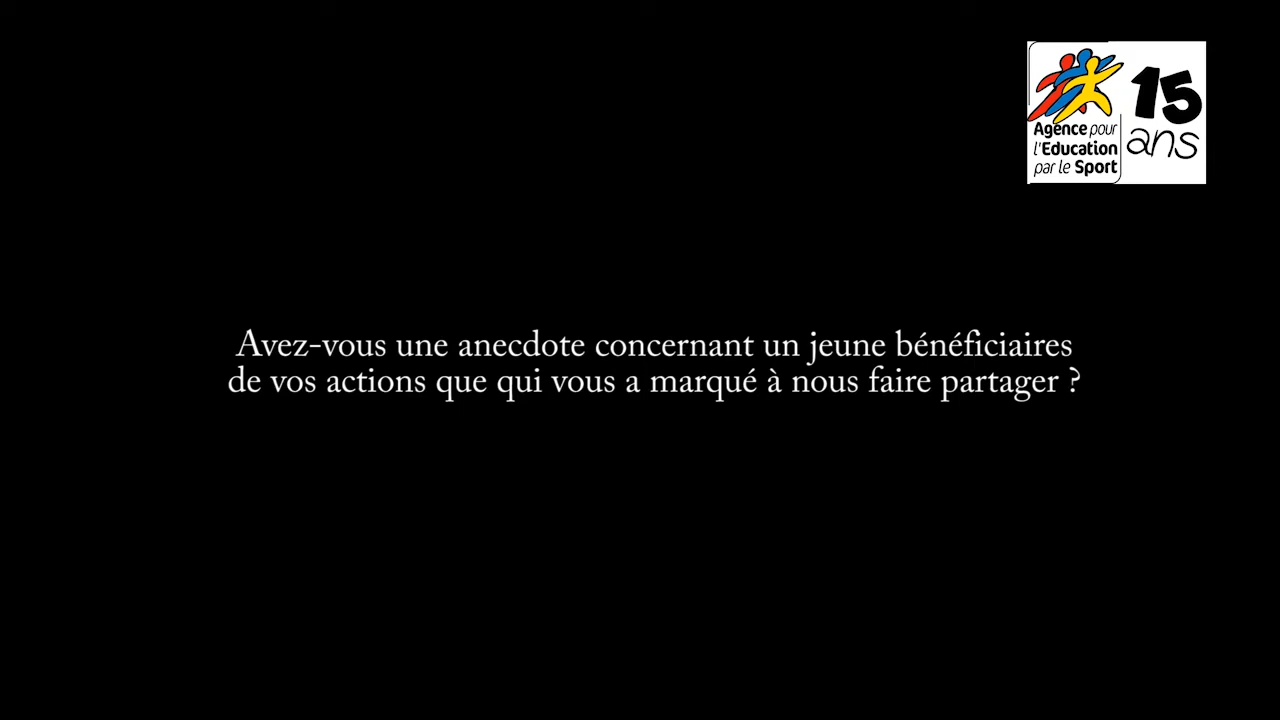 Agence pour
l'Education
par le Sport
15
ans
Avez-vous une anecdote concernant un jeune bénéficiaires
de vos actions que qui vous a marqué à nous faire partager ?